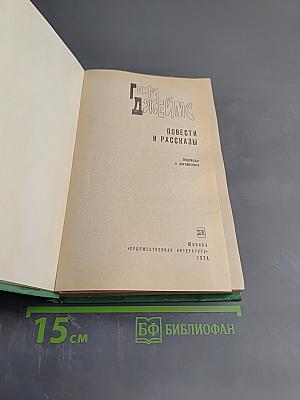 Генри
Джеймс
ПОВЕСТИ
И РАССКАЗЫ
Переводы
с английского
Москва
«ХУДОЖЕСТВЕННАЯ ЛИТЕРАТУРА»
1974
15 см
БФ БИБЛИОФАН